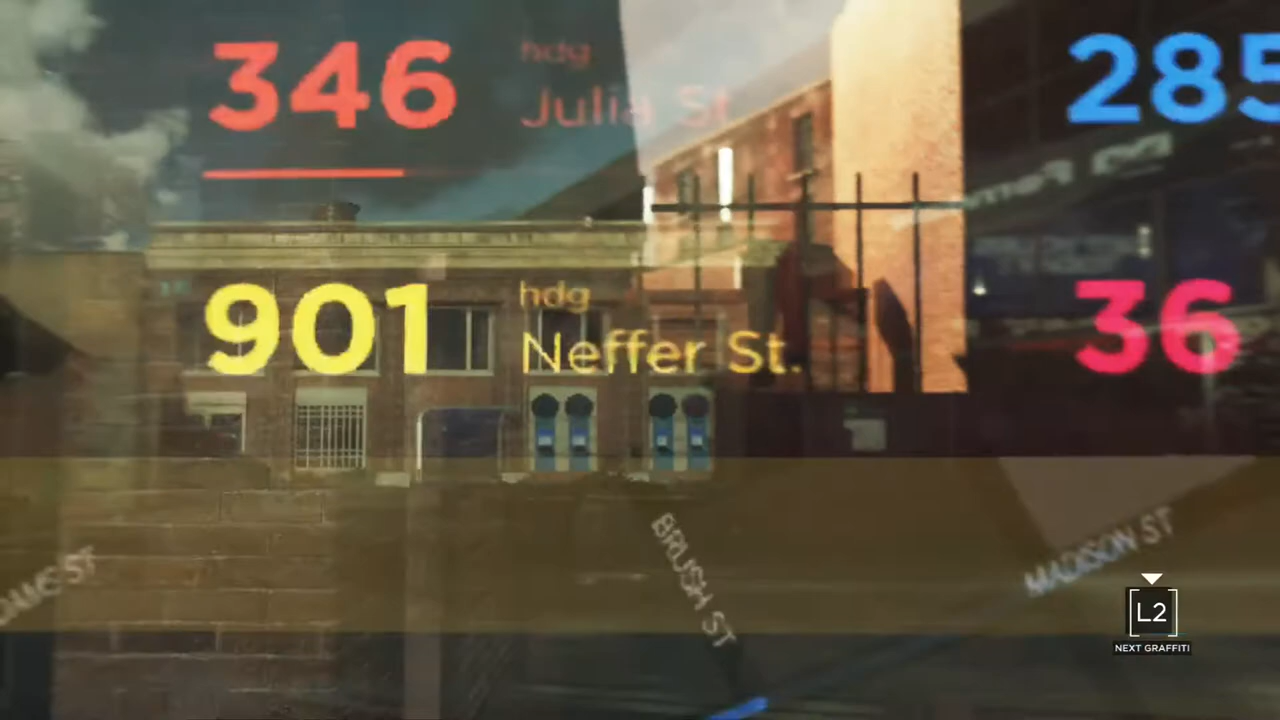 346
hdg
Julia St
285
901
hdg
Neffer St.
36
BRUSH ST
MADISON ST
L2
NEXT GRAFFITI